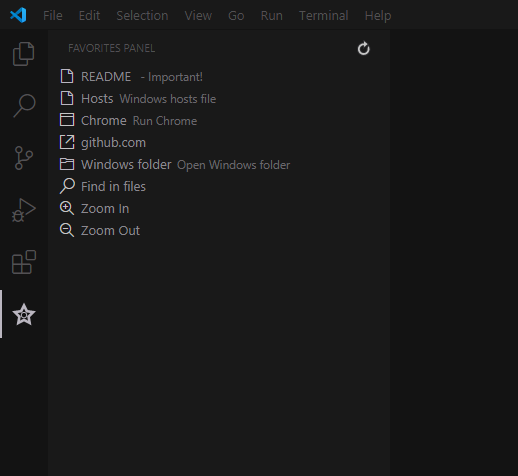 File Edit Selection View Go Run Terminal Help
FAVORITES PANEL
README - Important!
Hosts Windows hosts file
Chrome Run Chrome
github.com
Windows folder Open Windows folder
Find in files
Zoom In
Zoom Out